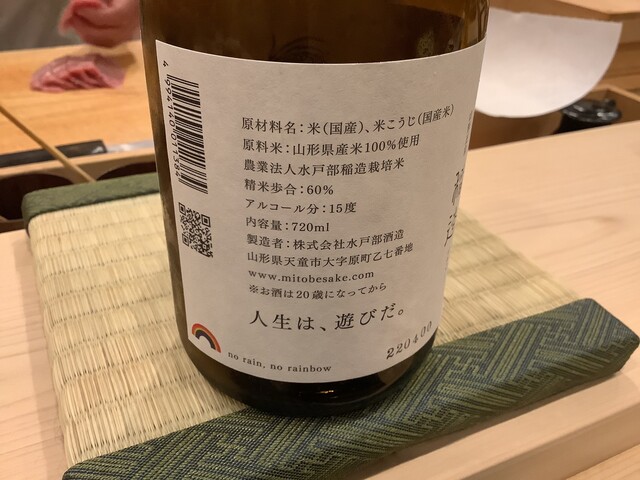 原材料名：米（国産）、米こうじ（国産米）
原料米：山形県産米100％使用
農業法人水戸部稲造栽培米
精米歩合：60％
アルコール分：15度
内容量：720ml
製造者：株式会社水戸部酒造
山形県天童市大字原町乙七番地
www.mitobesake.com
※お酒は20歳になってから
人生は、遊びだ。
no rain, no rainbow
220400
4 994140 011384